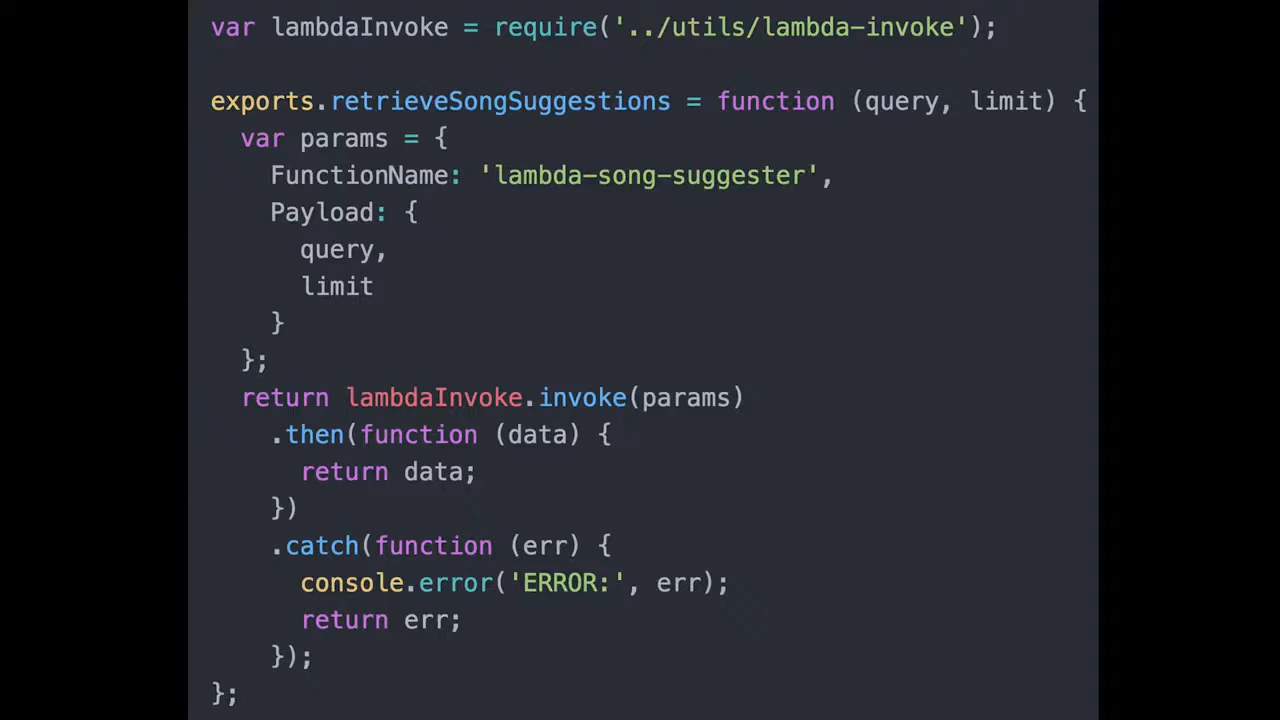 var lambdaInvoke = require('../utils/lambda-invoke');

exports.retrieveSongSuggestions = function (query, limit) {
  var params = {
    FunctionName: 'lambda-song-suggester',
    Payload: {
      query,
      limit
    }
  };
  return lambdaInvoke.invoke(params)
    .then(function (data) {
      return data;
    })
    .catch(function (err) {
      console.error('ERROR:', err);
      return err;
    });
};